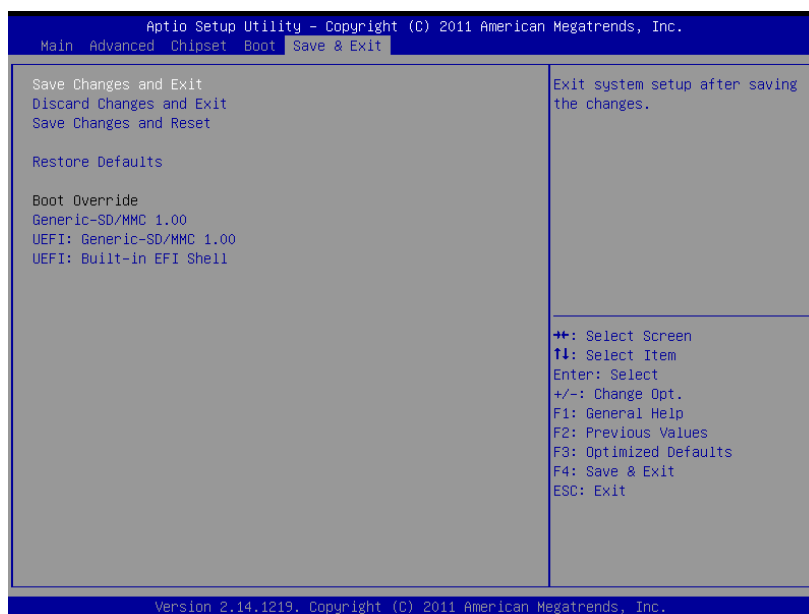 Aptio Setup Utility – Copyright (C) 2011 American Megatrends, Inc.
Main Advanced Chipset Boot Save & Exit
Save Changes and Exit
Discard Changes and Exit
Save Changes and Reset
Restore Defaults
Boot Override
Generic-SD/MMC 1.00
UEFI: Generic-SD/MMC 1.00
UEFI: Built-in EFI Shell
Exit system setup after saving
the changes.
→←: Select Screen
↑↓: Select Item
Enter: Select
+/-: Change Opt.
F1: General Help
F2: Previous Values
F3: Optimized Defaults
F4: Save & Exit
ESC: Exit
Version 2.14.1219. Copyright (C) 2011 American Megatrends, Inc.